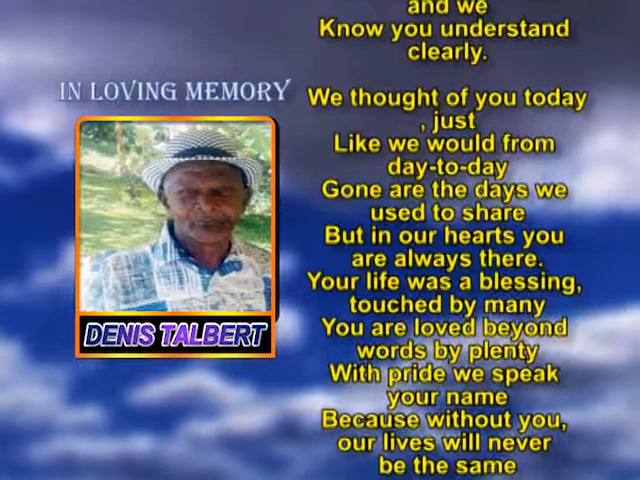 and we
Know you understand
clearly.
IN LOVING MEMORY
We thought of you today
, just
Like we would from
day-to-day
Gone are the days we
used to share
But in our hearts you
are always there.
Your life was a blessing,
touched by many
You are loved beyond
words by plenty
With pride we speak
your name
Because without you,
our lives will never
be the same
DENIS TALBERT